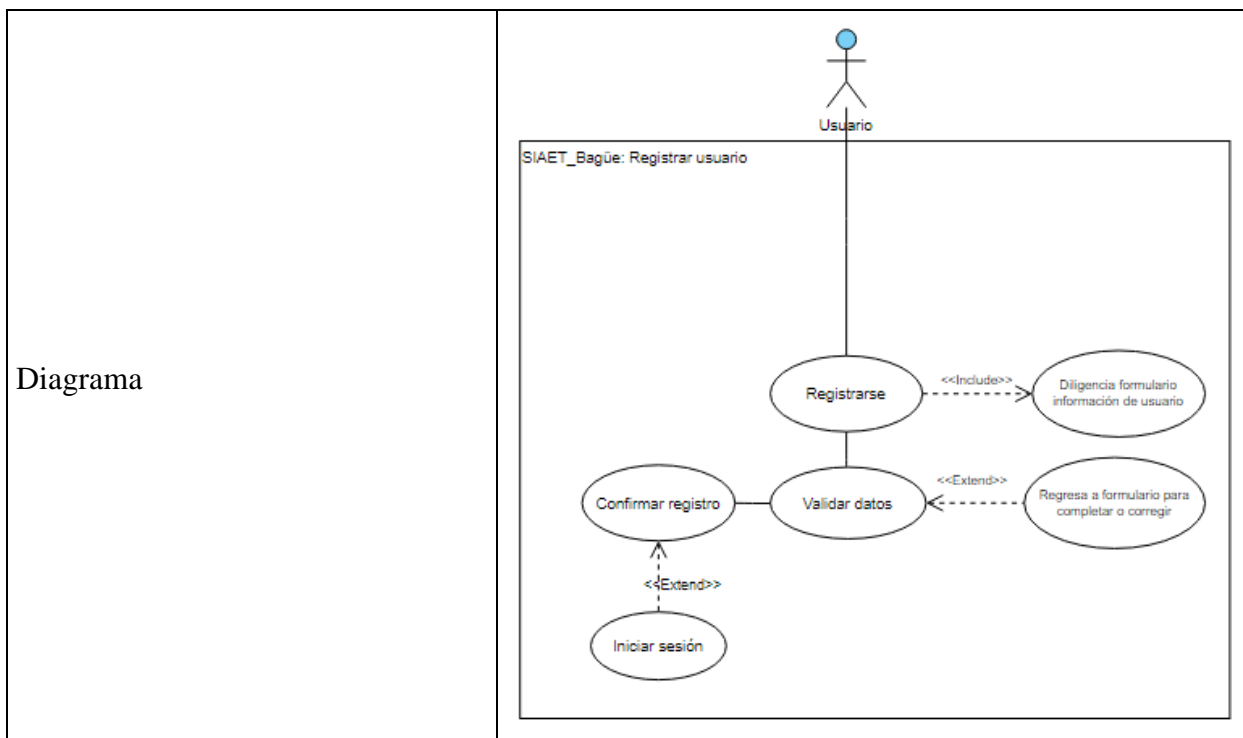 Usuario
SIAET_Bagüe: Registrar usuario
Diagrama
Registrarse
<<Include>>
Diligencia formulario
información de usuario
Confirmar registro
Validar datos
<<Extend>>
Regresa a formulario para
completar o corregir
<<Extend>>
Iniciar sesión